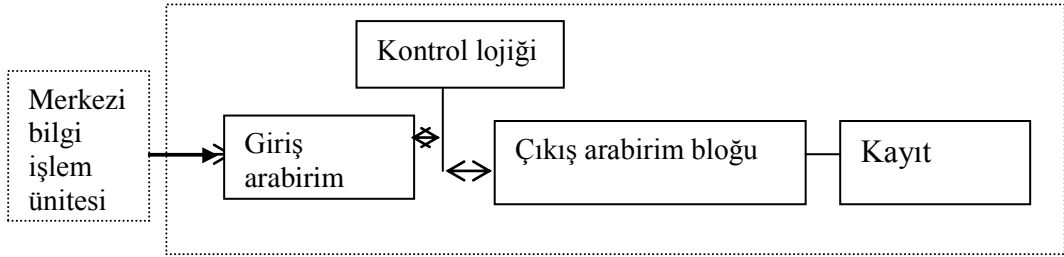 Kontrol lojiği
Merkezi
bilgi
işlem
ünitesi
Giriş
arabirim
Çıkış arabirim bloğu
Kayıt